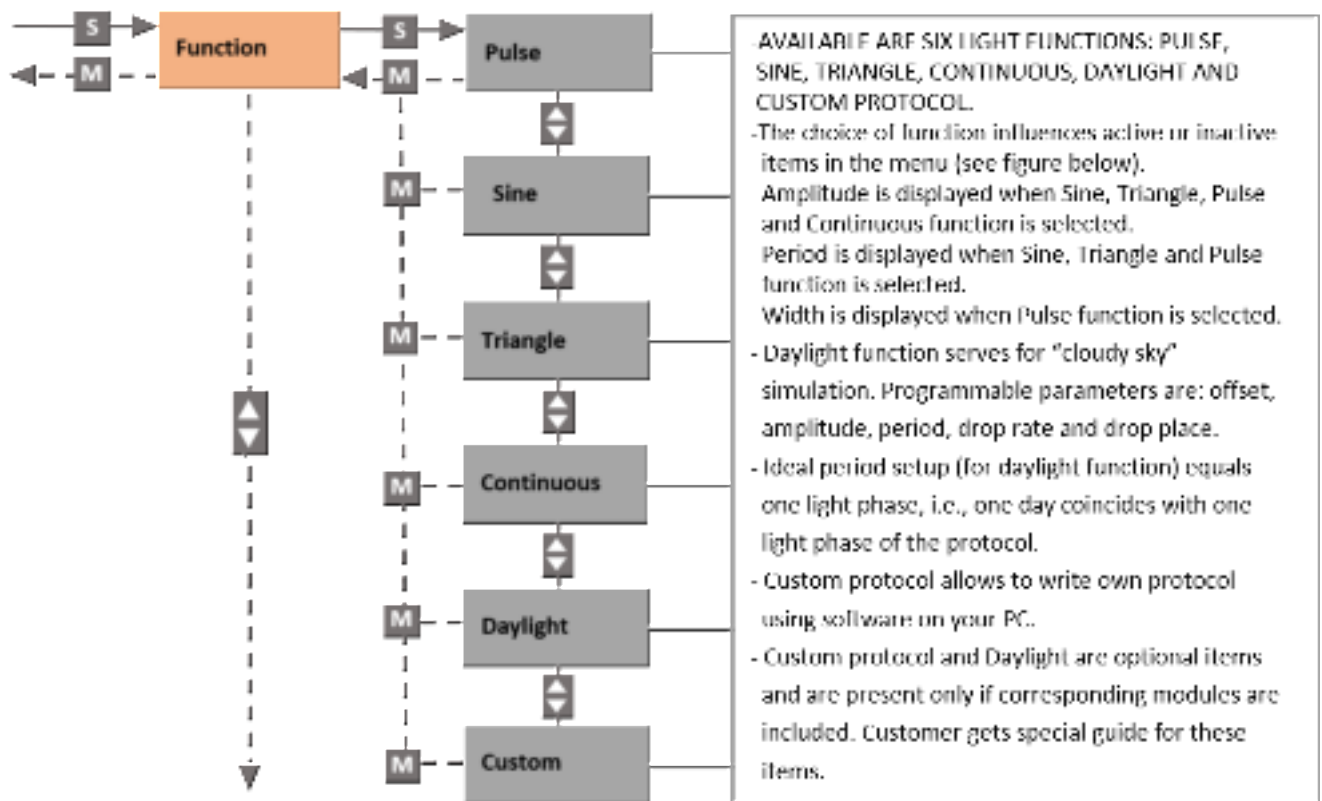 S
Function
M
S
Pulse
M
M
Sine
M
Triangle
M
Continuous
M
Daylight
M
Custom
-AVAILABLE ARE SIX LIGHT FUNCTIONS: PULSE,
SINE, TRIANGLE, CONTINUOUS, DAYLIGHT AND
CUSTOM PROTOCOL.
-The choice of function influences active or inactive
items in the menu (see figure below).
Amplitude is displayed when Sine, Triangle, Pulse
and Continuous function is selected.
Period is displayed when Sine, Triangle and Pulse
function is selected.
Width is displayed when Pulse function is selected.
- Daylight function serves for "cloudy sky"
simulation. Programmable parameters are: offset,
amplitude, period, drop rate and drop place.
- Ideal period setup (for daylight function) equals
one light phase, i.e., one day coincides with one
light phase of the protocol.
- Custom protocol allows to write own protocol
using software on your PC.
- Custom protocol and Daylight are optional items
and are present only if corresponding modules are
included. Customer gets special guide for these
items.